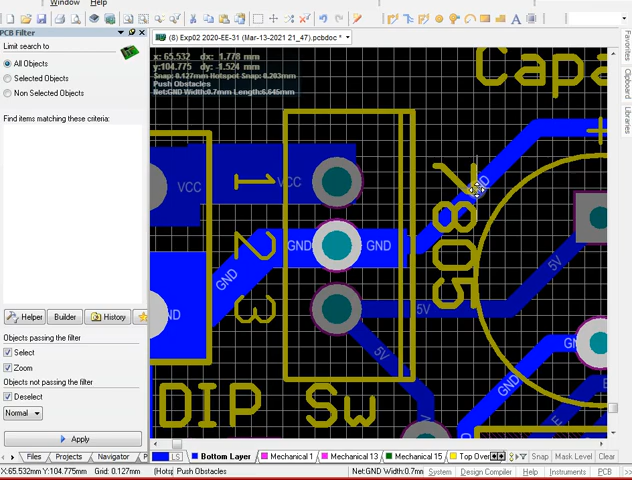 Window Help
PCB Filter
(8) Exp02 2020-EE-31 (Mar-13-2021 21_47).pcbdoc *
Limit search to
All Objects
Selected Objects
Non Selected Objects
Find items matching these criteria:
Helper Builder History
Objects passing the filter
Select
Zoom
Objects not passing the filter
Deselect
Normal
Apply
Files Projects Navigator
x: 65.532 dx: 1.778 mm
y:104.775 dy: -1.524 mm
Snap: 0.127mm Hotspot Snap: 0.203mm
Push Obstacles
Net:GND Width:0.7mm Length:6.645mm
Capa
VCC
1
VCC
7805
+
2
GND
GND
GND
3
5V
5V
5V
GND
GND
DIP Sw
Favorites
Clipboard
Libraries
LS Bottom Layer Mechanical 1 Mechanical 13 Mechanical 15 Top Over Snap Mask Level Clear
X:65.532mm Y:104.775mm Grid: 0.127mm (Hots Push Obstacles Net:GND Width:0.7m System Design Compiler Help Instruments PCB